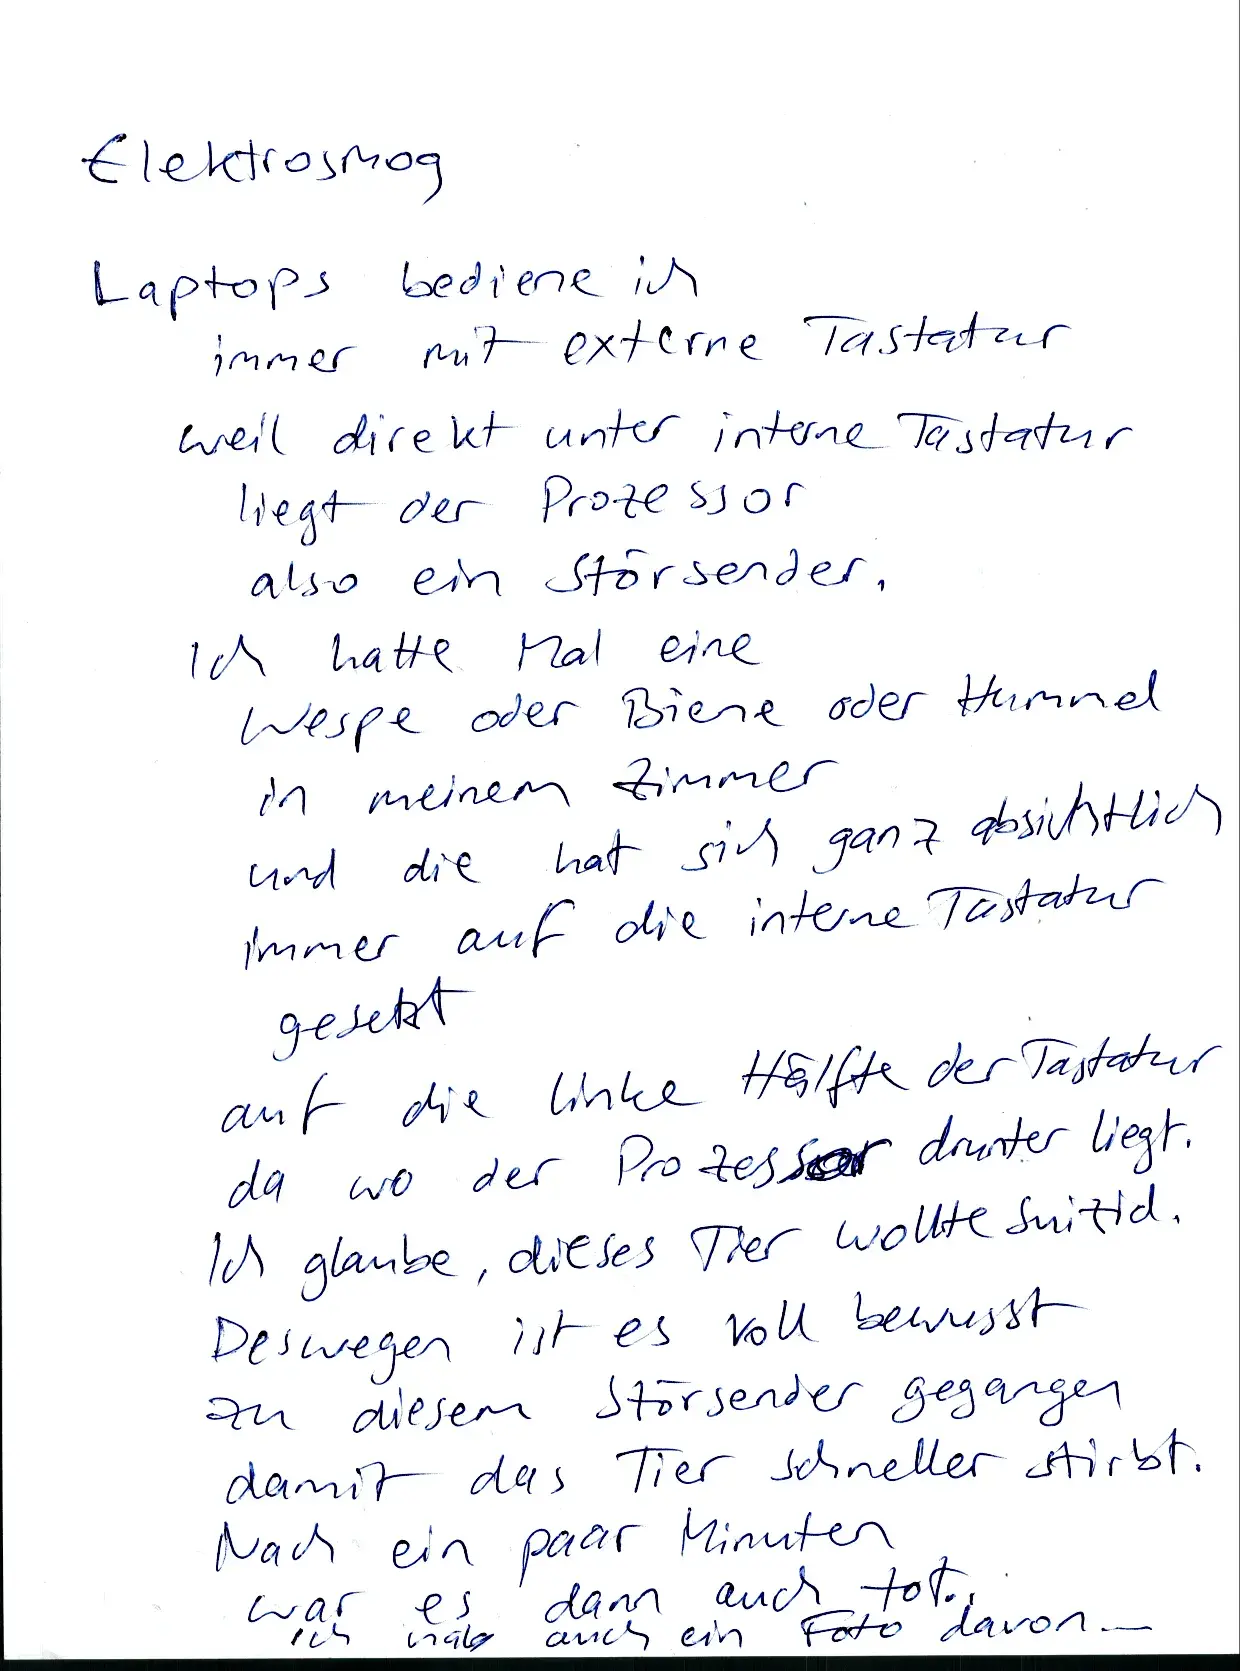 Elektrosmog
Laptops bediene ich
immer mit externe Tastatur
weil direkt unter interne Tastatur
liegt der Prozessor
also ein Störsender.
Ich hatte Mal eine
Wespe oder Biene oder Hummel
in meinem Zimmer
und die hat sich ganz absichtlich
immer auf die interne Tastatur
gesetzt
auf die linke Hälfte der Tastatur
da wo der Prozessor drunter liegt.
Ich glaube, dieses Tier wollte Suizid.
Deswegen ist es voll bewusst
zu diesem Störsender gegangen
damit das Tier schneller stirbt.
Nach ein paar Minuten
war es dann auch tot..
ich hab auch ein Foto davon —